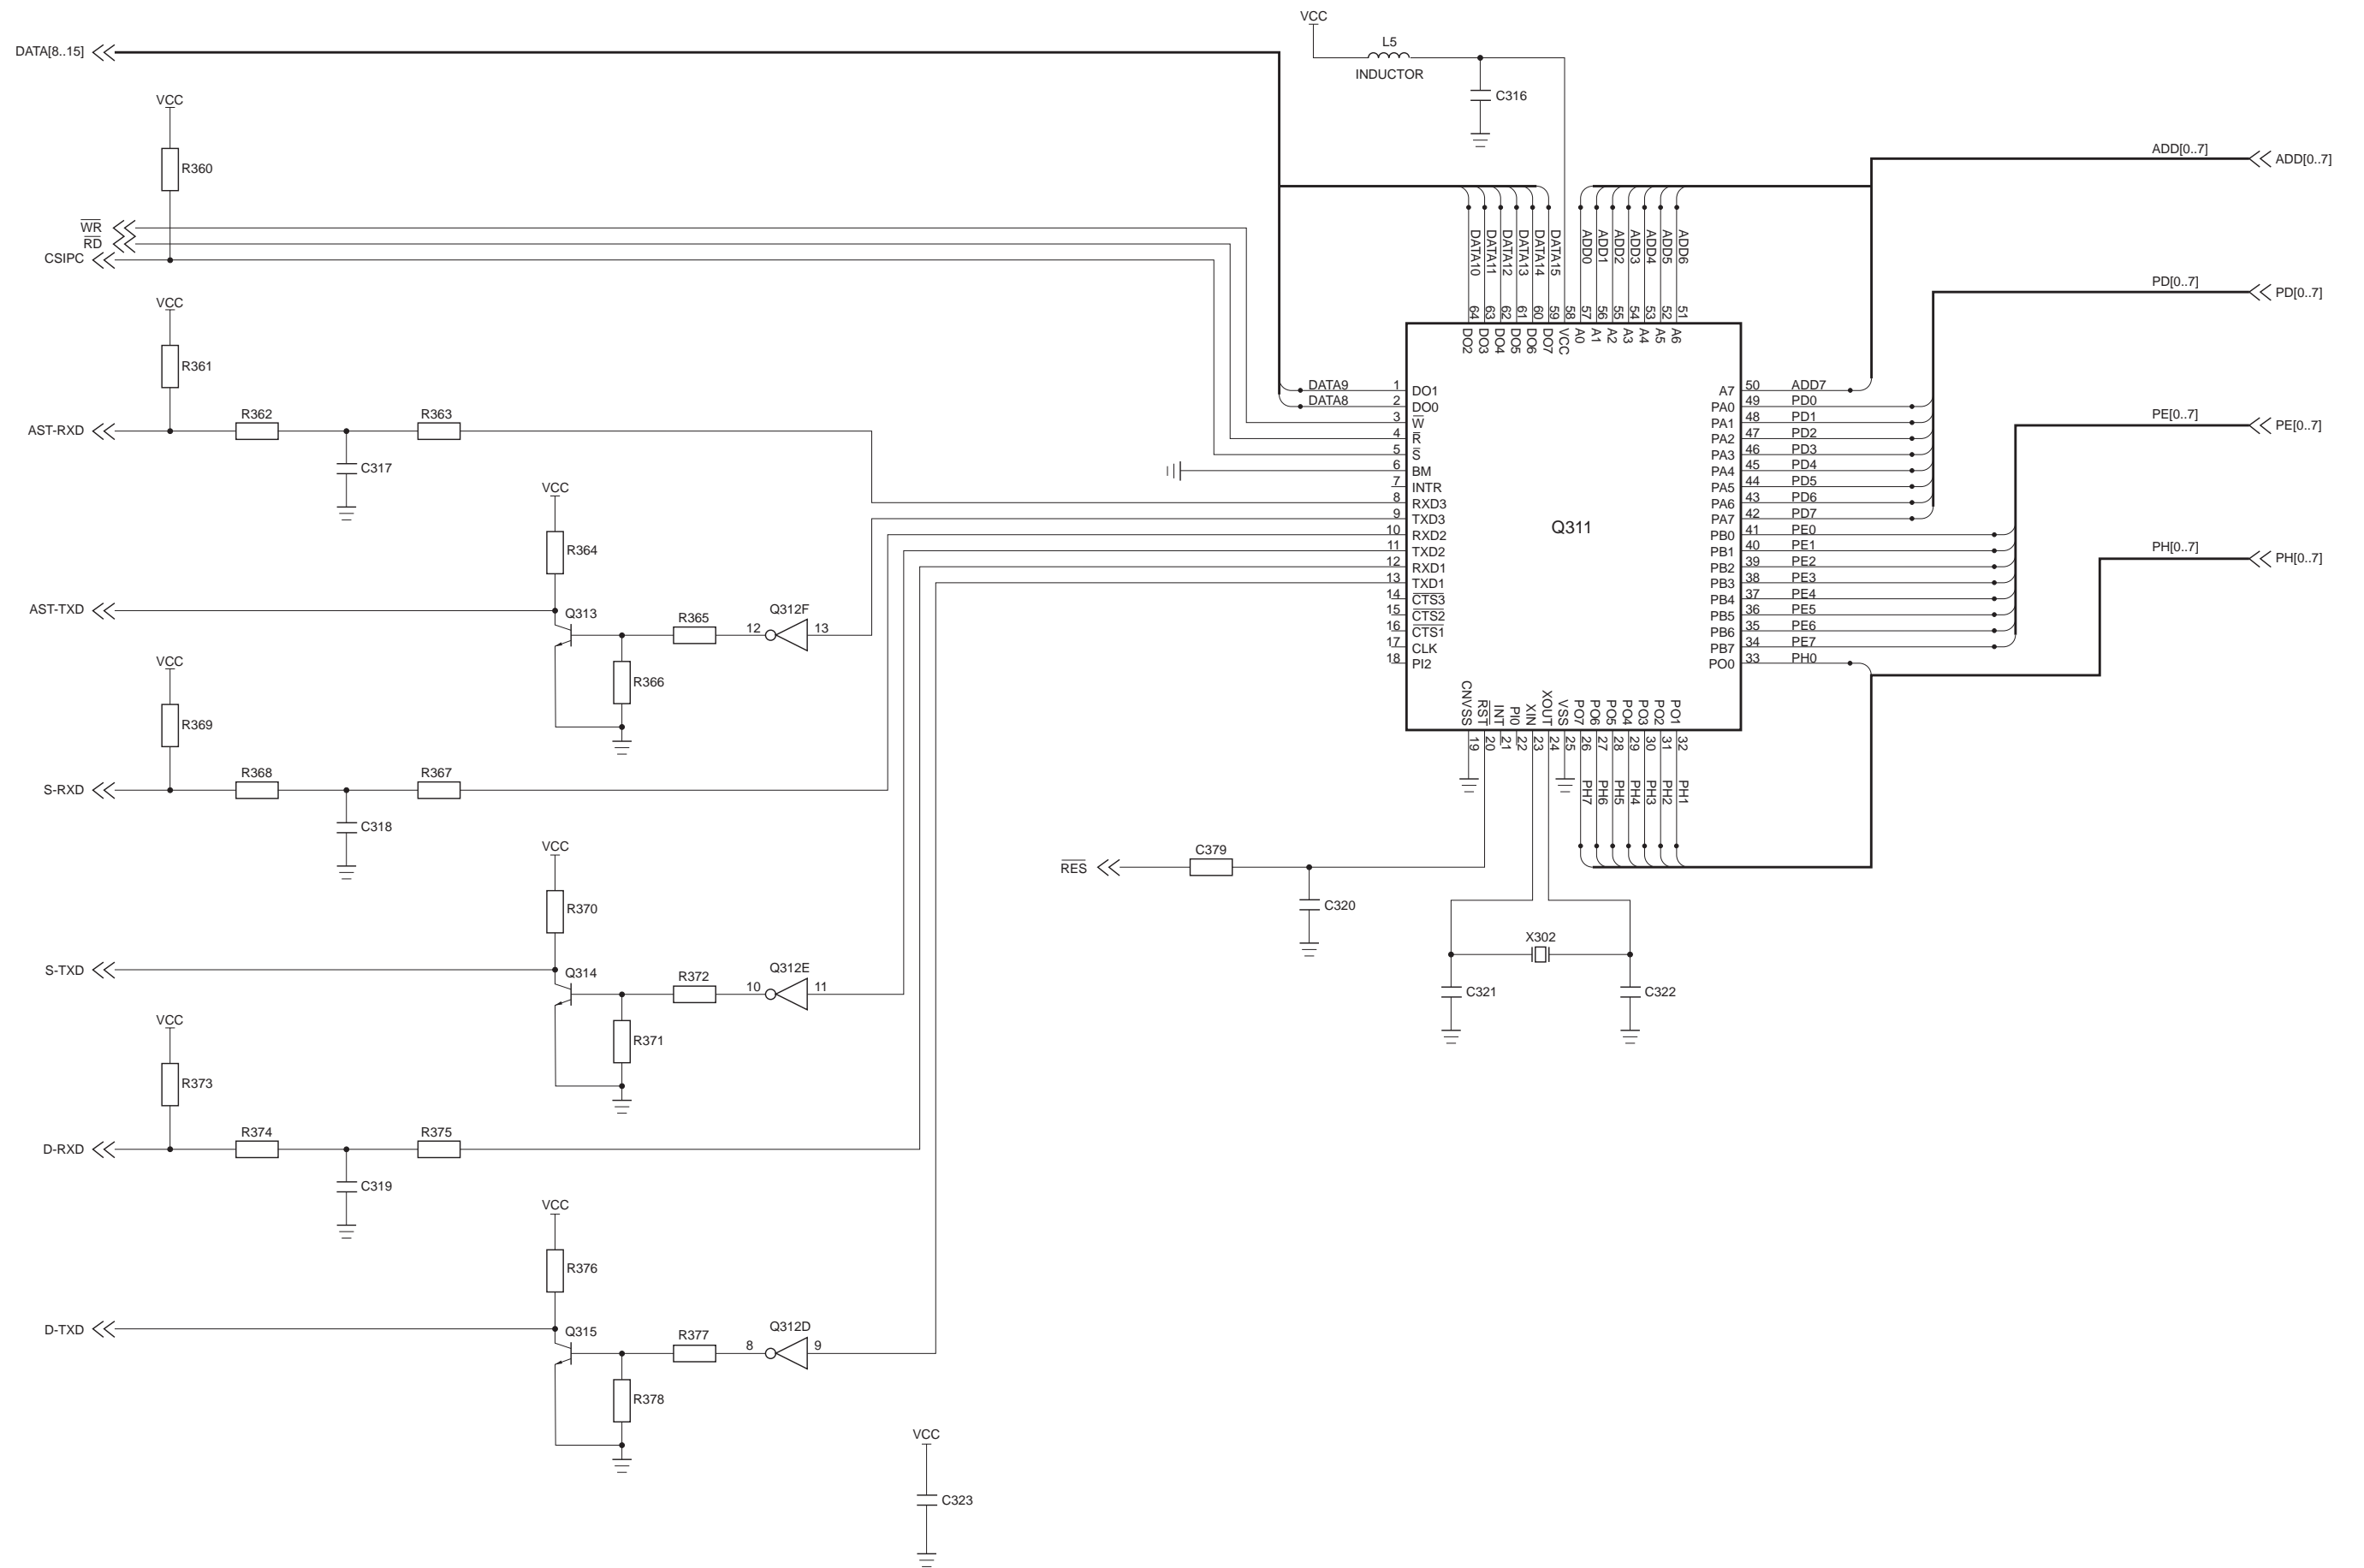 VCC
DATA[8..15]
L5
INDUCTOR
C316
VCC
ADD[0..7]
ADD[0..7]
R360
WR
RD
CSIPC
DATA10
DATA11
DATA12
DATA13
DATA14
DATA15
ADD0
ADD1
ADD2
ADD3
ADD4
ADD5
ADD6
PD[0..7]
PD[0..7]
VCC
R361
64
63
62
61
60
59
58
57
56
55
54
53
52
51
DO2
DO3
DO4
DO5
DO6
DO7
VCC
A0
A1
A2
A3
A4
A5
A6
DATA9 1 DO1
DATA8 2 DO0
3 W
4 R
5 S
6 BM
7 INTR
8 RXD3
9 TXD3
10 RXD2
11 TXD2
12 RXD1
13 TXD1
14 CTS3
15 CTS2
16 CTS1
17 CLK
18 PI2
Q311
A7 50 ADD7
PA0 49 PD0
PA1 48 PD1
PA2 47 PD2
PA3 46 PD3
PA4 45 PD4
PA5 44 PD5
PA6 43 PD6
PA7 42 PD7
PB0 41 PE0
PB1 40 PE1
PB2 39 PE2
PB3 38 PE3
PB4 37 PE4
PB5 36 PE5
PB6 35 PE6
PB7 34 PE7
PO0 33 PH0
PE[0..7]
PE[0..7]
PH[0..7]
PH[0..7]
AST-RXD
R362
R363
C317
VCC
R364
AST-TXD
Q313
R365
12
Q312F
13
R366
VCC
R369
CNVSS
RST
INT
PI0
XIN
XOUT
VSS
PO7
PO6
PO5
PO4
PO3
PO2
PO1
19
20
21
22
23
24
25
26
27
28
29
30
31
32
PH7
PH6
PH5
PH4
PH3
PH2
PH1
S-RXD
R368
R367
C318
VCC
R370
RES
C379
C320
X302
C321
C322
S-TXD
Q314
R372
10
Q312E
11
R371
VCC
R373
D-RXD
R374
R375
C319
VCC
R376
D-TXD
Q315
R377
8
Q312D
9
R378
VCC
C323